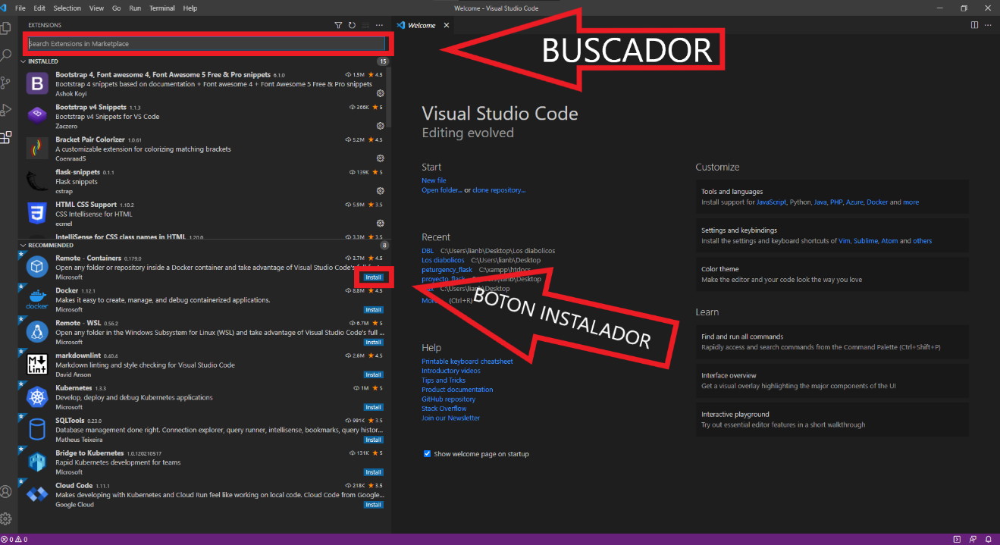 File Edit Selection View Go Run Terminal Help
Welcome - Visual Studio Code
EXTENSIONS
Search Extensions in Marketplace
INSTALLED 15
Bootstrap 4, Font awesome 4, Font Awesome 5 Free & Pro snippets 6.1.0 1.5M 4.5
Bootstrap 4 snippets based on documentation + Font awesome 4 + Font Awesome 5 Free & Pro snippets
Ashok Koyi
Bootstrap v4 Snippets 1.1.3 366K 5
Bootstrap v4 Snippets for VS Code
Zaczero
Bracket Pair Colorizer 1.0.61 5.2M 4.5
A customizable extension for colorizing matching brackets
CoenraadS
flask-snippets 0.1.1 139K 5
Flask snippets
cstrap
HTML CSS Support 1.10.2 5.9M 3.5
CSS Intellisense for HTML
ecmel
IntelliSense for CSS class names in HTML 1.20.0 3.3M 3.5
RECOMMENDED 8
Remote - Containers 0.179.0 3.7M 4.5
Open any folder or repository inside a Docker container and take advantage of Visual Studio Code's full
Microsoft Install
Docker 1.12.1 8.8M 4.5
Makes it easy to create, manage, and debug containerized applications.
Microsoft Install
docker
Remote - WSL 0.56.2 6.7M 5
Open any folder in the Windows Subsystem for Linux (WSL) and take advantage of Visual Studio Code's full ...
Microsoft Install
markdownlint 0.40.4 2.6M 4.5
Markdown linting and style checking for Visual Studio Code
David Anson Install
M Lint
Kubernetes 1.3.3 1M 5
Develop, deploy and debug Kubernetes applications
Microsoft Install
SQLTools 0.23.0 991K 3.5
Database management done right. Connection explorer, query runner, intellisense, bookmarks, query histor...
Matheus Teixeira Install
Bridge to Kubernetes 1.0.120210517 131K 5
Rapid Kubernetes development for teams
Microsoft Install
Cloud Code 1.11.1 218K 3.5
Makes developing with Kubernetes and Cloud Run feel like working on local code. Cloud Code from Google...
Google Cloud Install
Welcome
BUSCADOR
Visual Studio Code
Editing evolved
Start
New file
Open folder... or clone repository...
Recent
DBL C:\Users\lianb\Desktop\Los diabolicos
Los diabolicos C:\Users\lianb\Desktop
peturgency_flask C:\xampp\htdocs
proyecto_flask \lianb\Desktop
C:\Users\lianb\Desktop
(Ctrl+R)
BOTON INSTALADOR
Help
Printable keyboard cheatsheet
Introductory videos
Tips and Tricks
Product documentation
GitHub repository
Stack Overflow
Join our Newsletter
Show welcome page on startup
Customize
Tools and languages
Install support for JavaScript, Python, Java, PHP, Azure, Docker and more
Settings and keybindings
Install the settings and keyboard shortcuts of Vim, Sublime, Atom and others
Color theme
Make the editor and your code look the way you love
Learn
Find and run all commands
Rapidly access and search commands from the Command Palette (Ctrl+Shift+P)
Interface overview
Get a visual overlay highlighting the major components of the UI
Interactive playground
Try out essential editor features in a short walkthrough
0 0